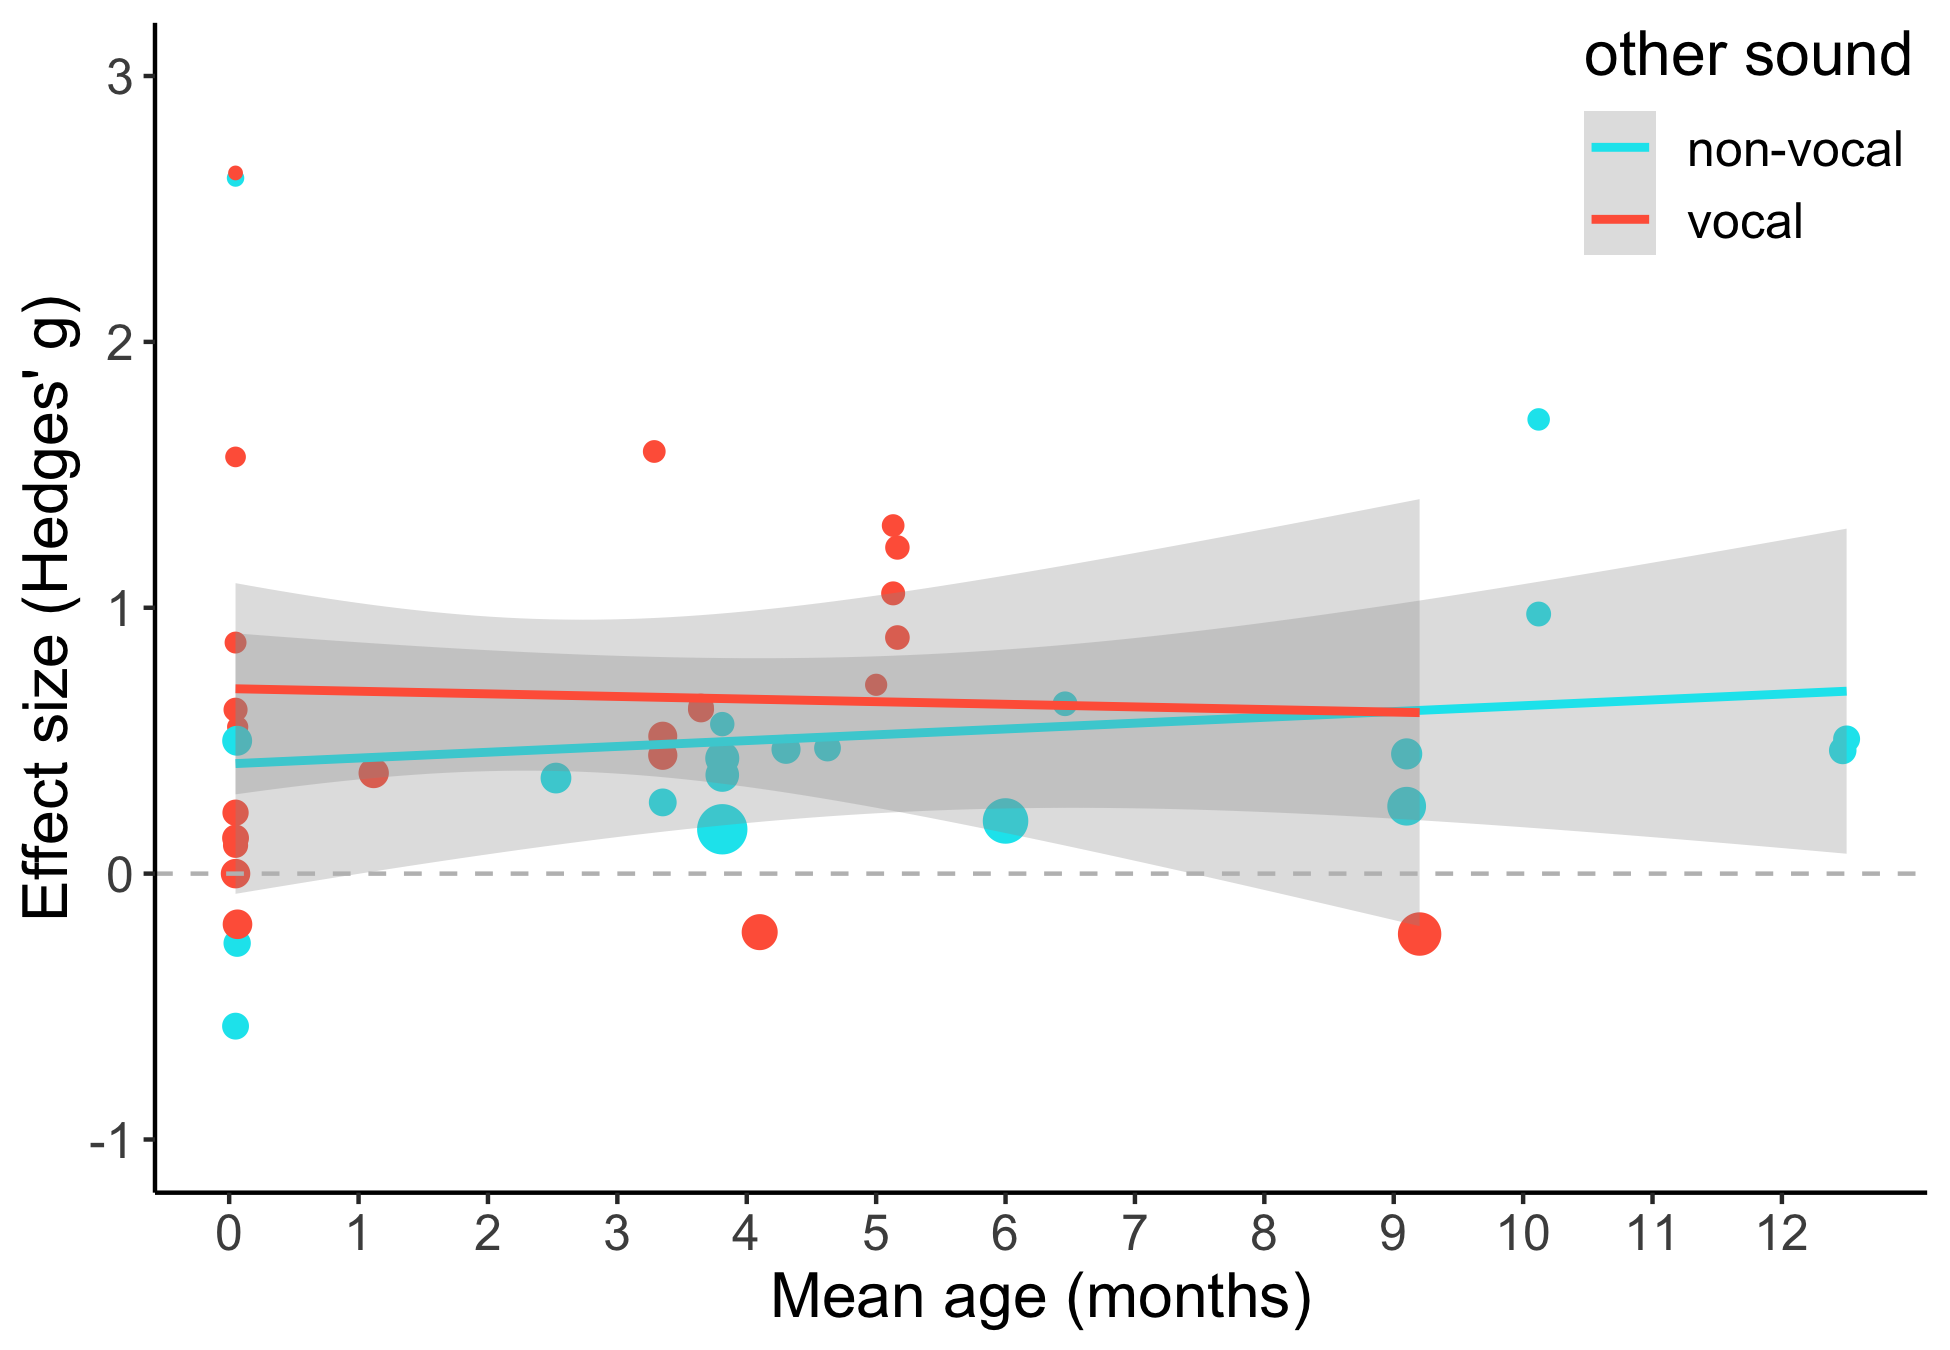 other sound
non-vocal
vocal
Effect size (Hedges' g)
3
2
1
0
-1
0 1 2 3 4 5 6 7 8 9 10 11 12
Mean age (months)